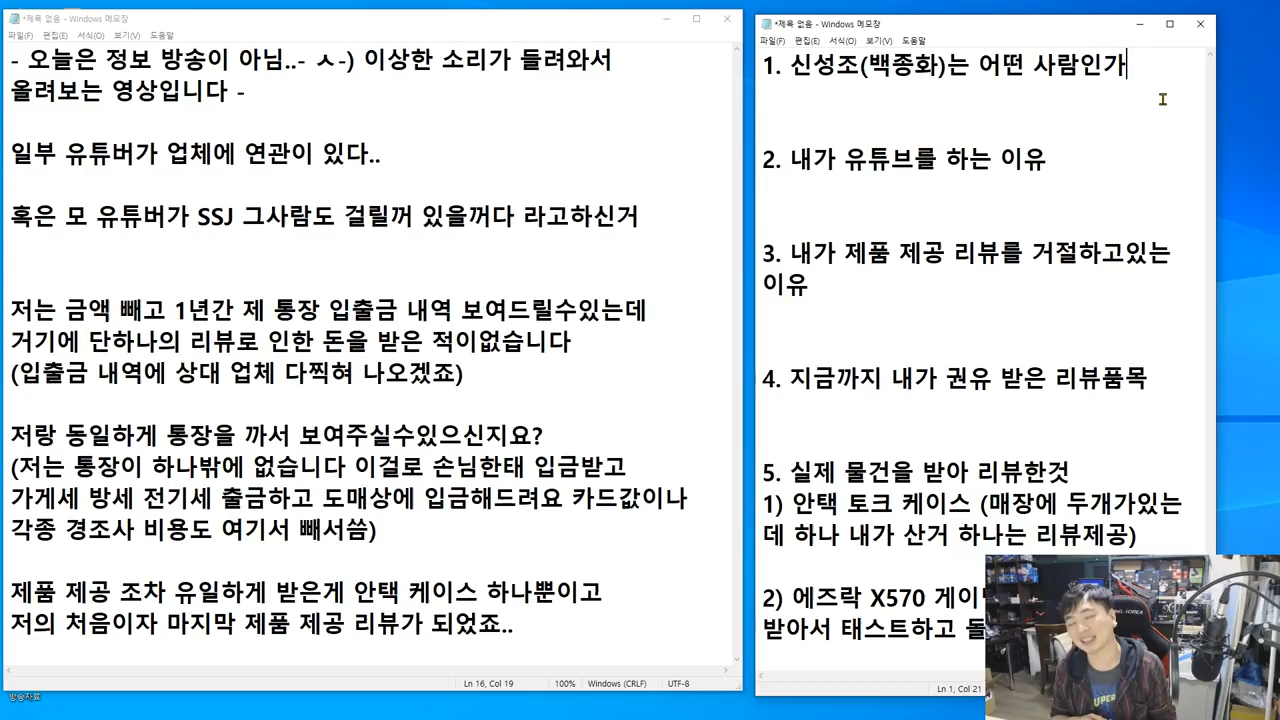 *제목 없음 - Windows 메모장
파일(F) 편집(E) 서식(O) 보기(V) 도움말
- 오늘은 정보 방송이 아님..- ㅅ-) 이상한 소리가 들려와서
올려보는 영상입니다 -
일부 유튜버가 업체에 연관이 있다..
혹은 모 유튜버가 SSJ 그사람도 걸릴꺼 있을꺼다 라고하신거
저는 금액 빼고 1년간 제 통장 입출금 내역 보여드릴수있는데
거기에 단하나의 리뷰로 인한 돈을 받은 적이없습니다
(입출금 내역에 상대 업체 다찍혀 나오겠죠)
저랑 동일하게 통장을 까서 보여주실수있으신지요?
(저는 통장이 하나밖에 없습니다 이걸로 손님한태 입금받고
가게세 방세 전기세 출금하고 도매상에 입금해드려요 카드값이나
각종 경조사 비용도 여기서 빼서씀)
제품 제공 조차 유일하게 받은게 안택 케이스 하나뿐이고
저의 처음이자 마지막 제품 제공 리뷰가 되었죠..
Ln 16, Col 19 100% Windows (CRLF) UTF-8
방송자료
*제목 없음 - Windows 메모장
파일(F) 편집(E) 서식(O) 보기(V) 도움말
1. 신성조(백종화)는 어떤 사람인가
2. 내가 유튜브를 하는 이유
3. 내가 제품 제공 리뷰를 거절하고있는
이유
4. 지금까지 내가 권유 받은 리뷰품목
5. 실제 물건을 받아 리뷰한것
1) 안택 토크 케이스 (매장에 두개가있는
데 하나 내가 산거 하나는 리뷰제공)
2) 에즈락 X570 게이
받아서 태스트하고 돌
Ln 1, Col 21
SUPER